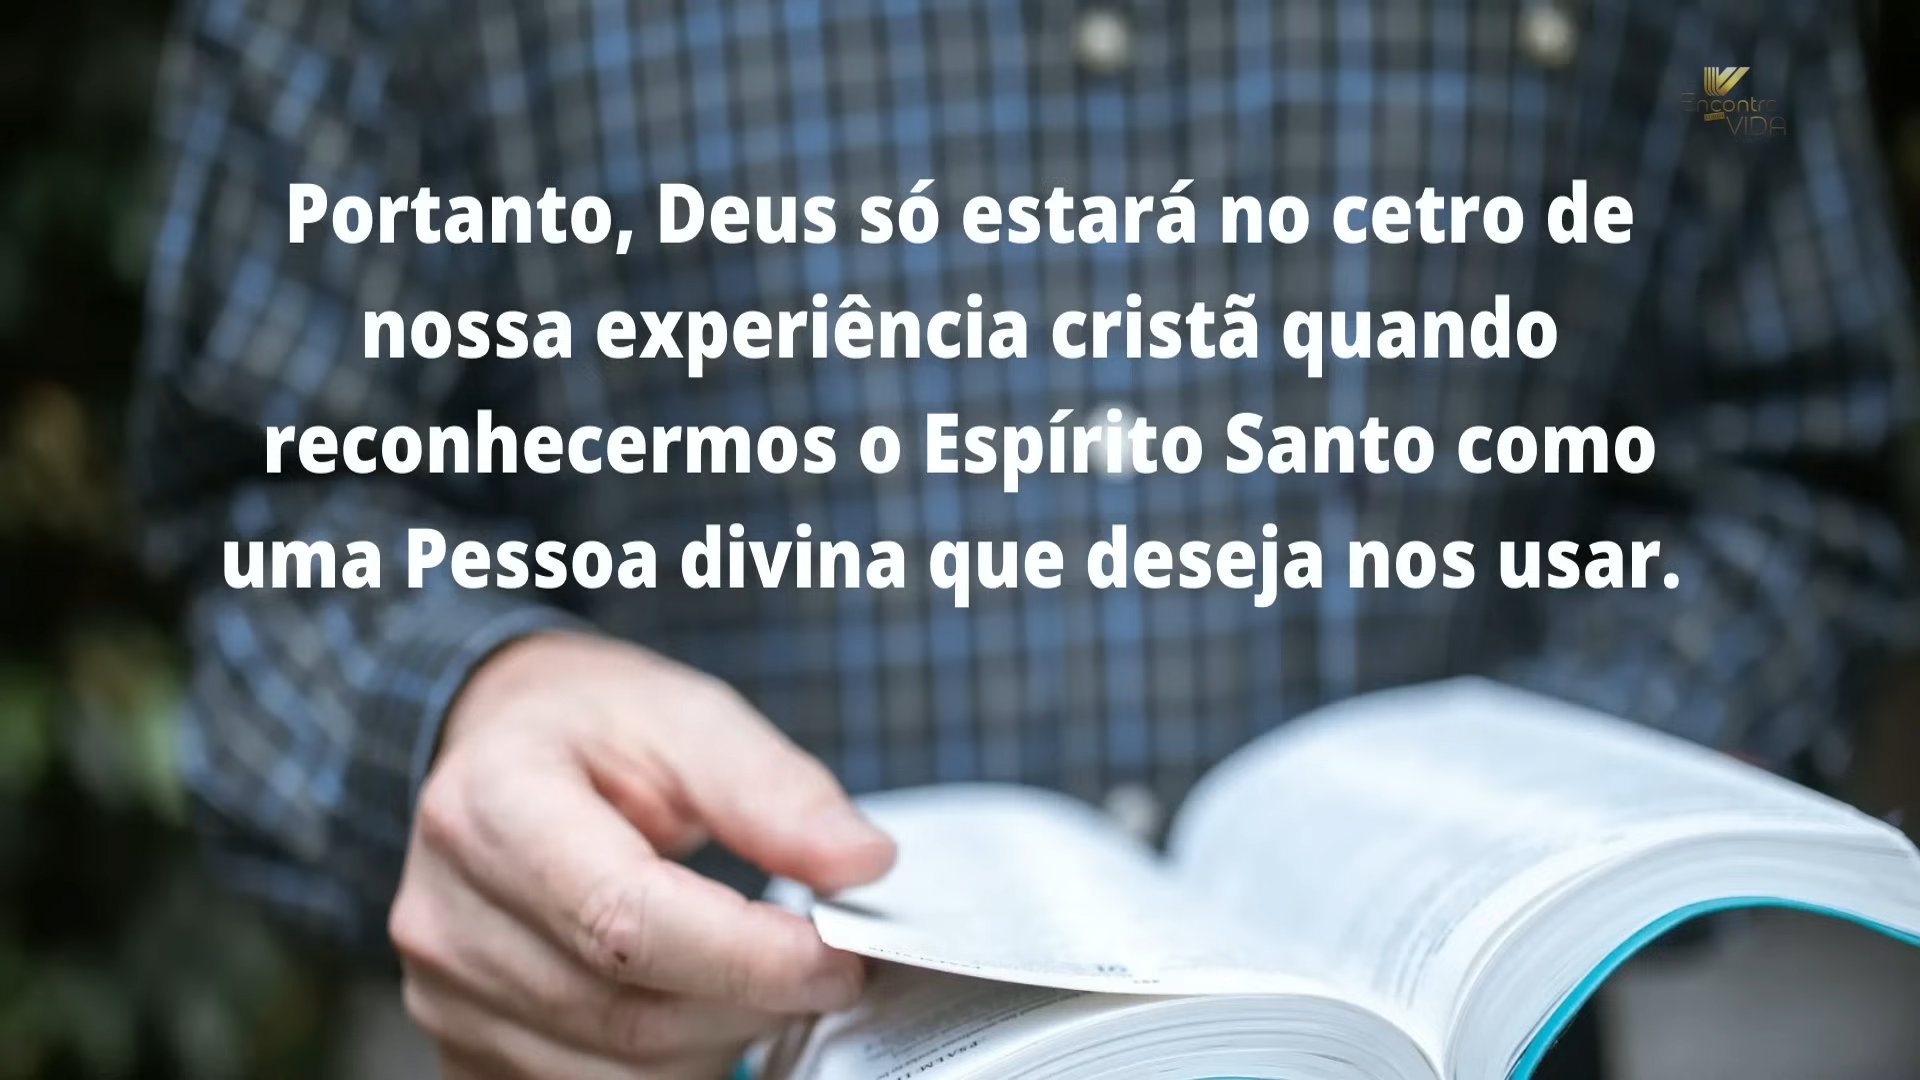 Encontro
VIDA
Portanto, Deus só estará no cetro de
nossa experiência cristã quando
reconhecermos o Espírito Santo como
uma Pessoa divina que deseja nos usar.